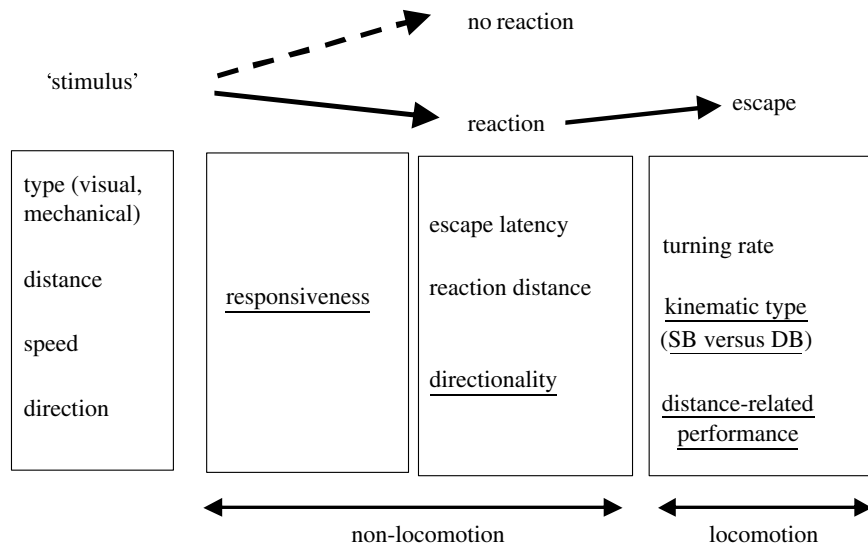 no reaction
‘stimulus’
reaction
escape
type (visual,
mechanical)
distance
speed
direction
responsiveness
escape latency
reaction distance
directionality
turning rate
kinematic type
(SB versus DB)
distance-related
performance
non-locomotion
locomotion